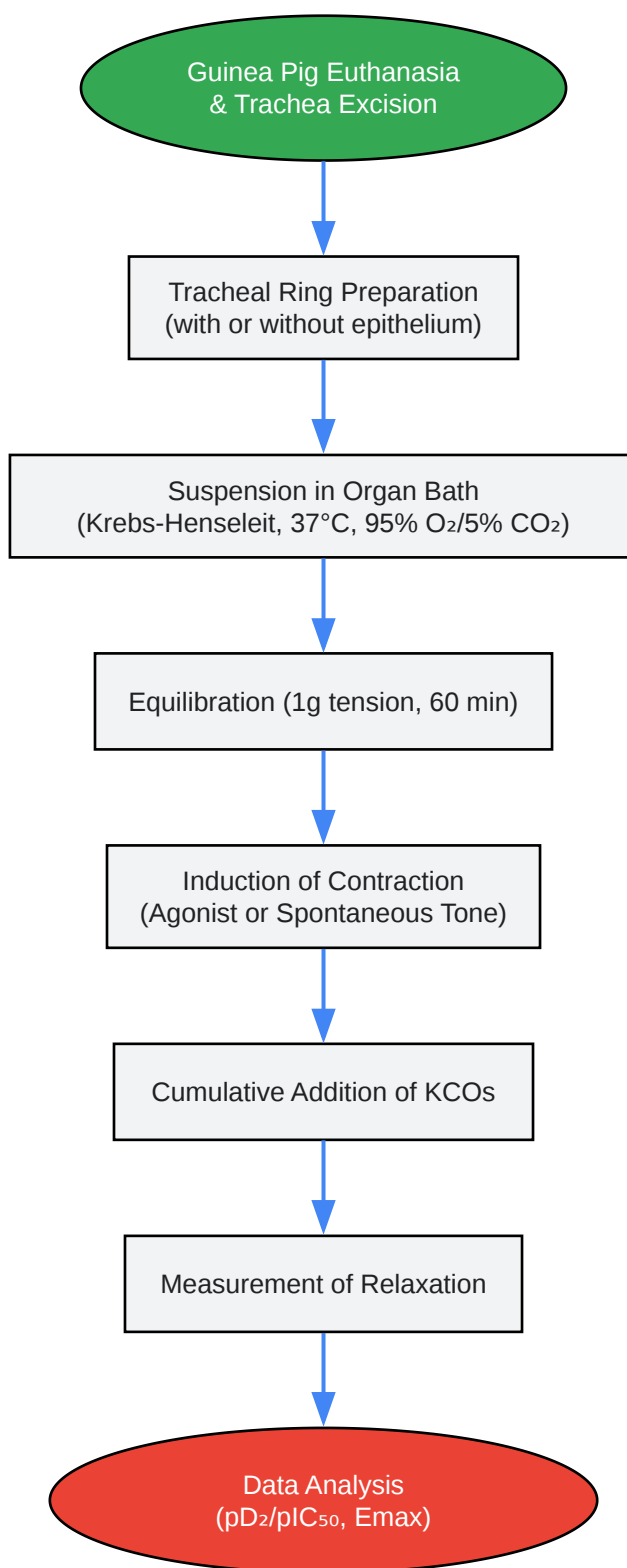 Guinea Pig Euthanasia
& Trachea Excision
Tracheal Ring Preparation
(with or without epithelium)
Suspension in Organ Bath
(Krebs-Henseleit, 37°C, 95% O₂/5% CO₂)
Equilibration (1g tension, 60 min)
Induction of Contraction
(Agonist or Spontaneous Tone)
Cumulative Addition of KCOs
Measurement of Relaxation
Data Analysis
(pD₂/pIC₅₀, Emax)